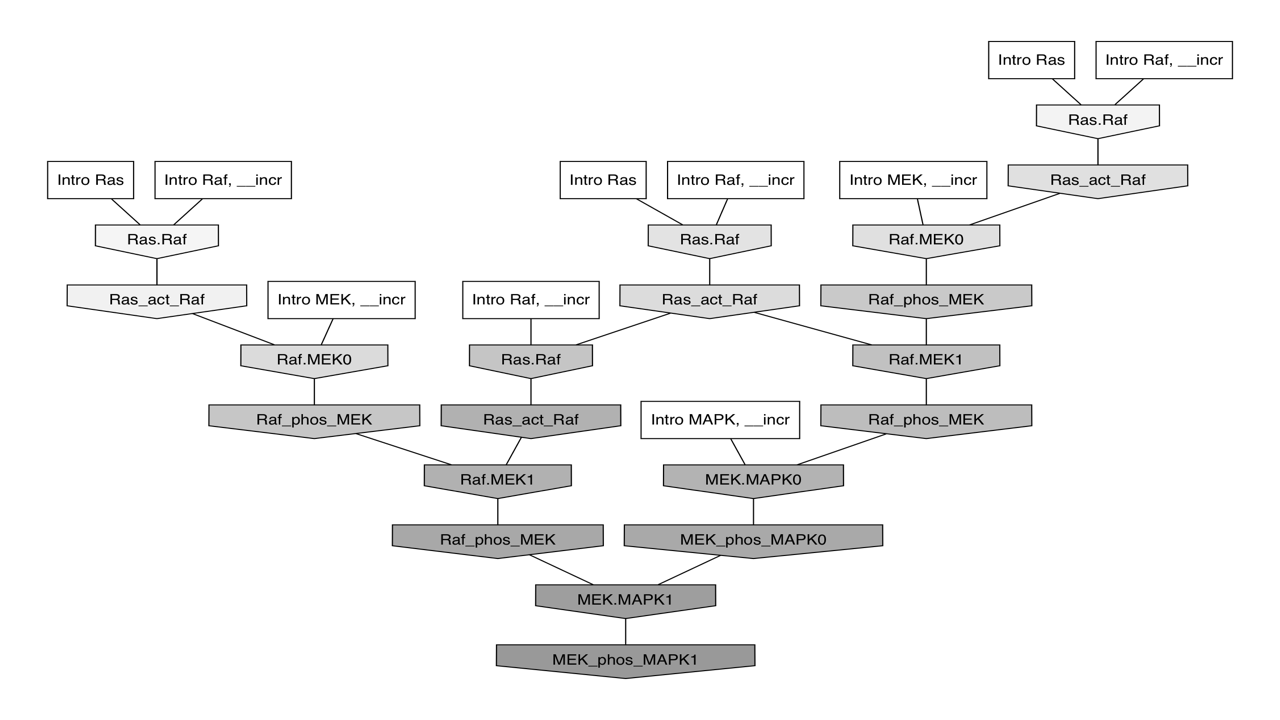 Intro Ras
Intro Raf, __incr
Ras.Raf
Intro Ras
Intro Raf, __incr
Intro Ras
Intro Raf, __incr
Intro MEK, __incr
Ras_act_Raf
Ras.Raf
Ras.Raf
Raf.MEK0
Ras_act_Raf
Intro MEK, __incr
Intro Raf, __incr
Ras_act_Raf
Raf_phos_MEK
Raf.MEK0
Ras.Raf
Raf.MEK1
Raf_phos_MEK
Ras_act_Raf
Intro MAPK, __incr
Raf_phos_MEK
Raf.MEK1
MEK.MAPK0
Raf_phos_MEK
MEK_phos_MAPK0
MEK.MAPK1
MEK_phos_MAPK1